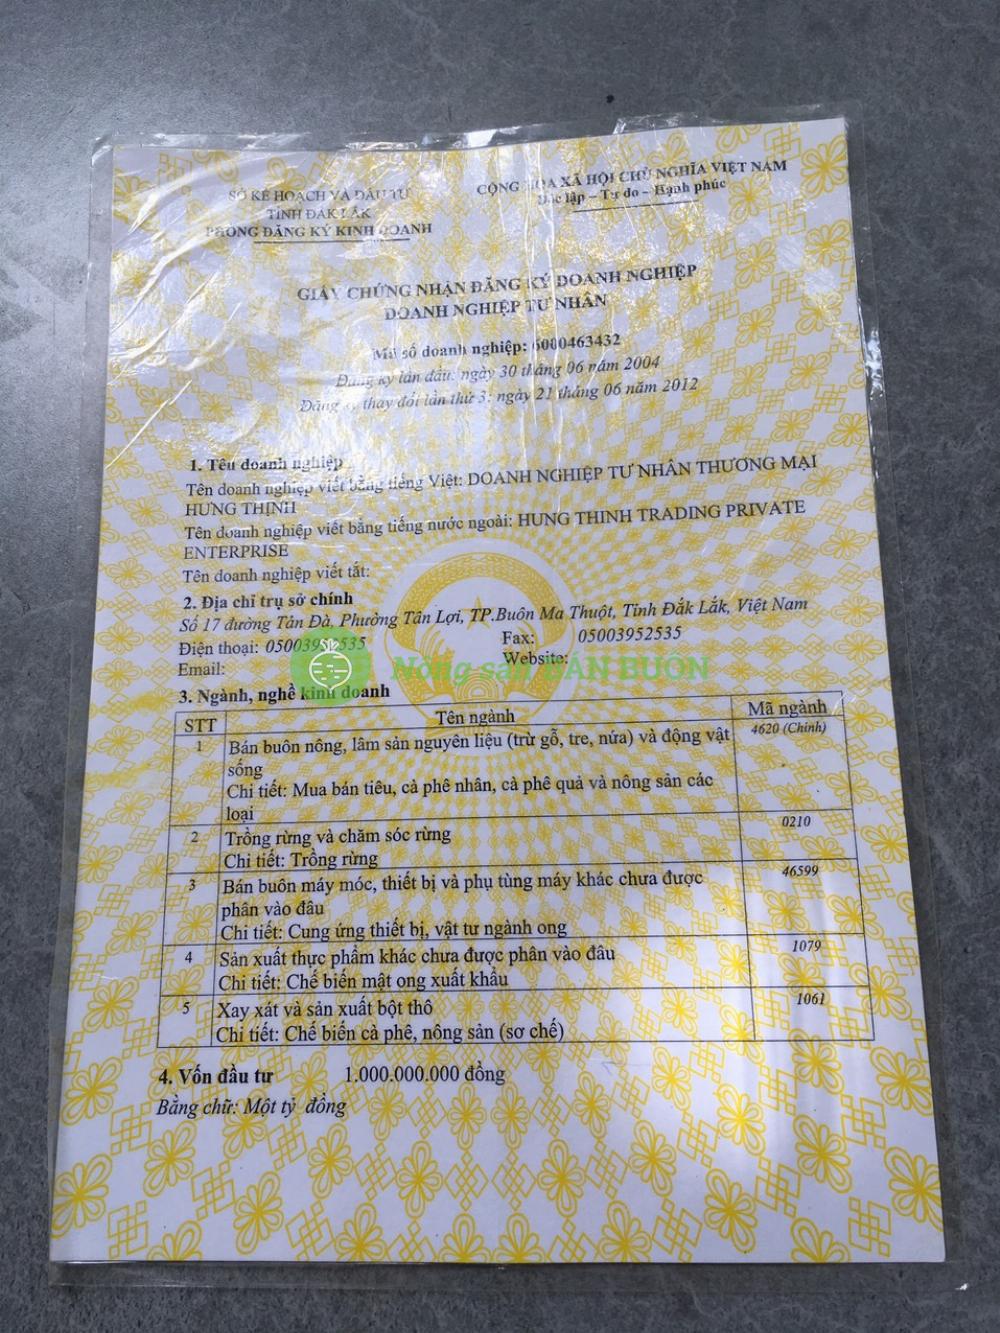 SỞ KẾ HOẠCH VÀ ĐẦU TƯ
TỈNH ĐẮK LẮK
PHÒNG ĐĂNG KÝ KINH DOANH
CỘNG HÒA XÃ HỘI CHỦ NGHĨA VIỆT NAM
Độc lập – Tự do – Hạnh phúc
GIẤY CHỨNG NHẬN ĐĂNG KÝ DOANH NGHIỆP
DOANH NGHIỆP TƯ NHÂN
Mã số doanh nghiệp: 6000463432
Đăng ký lần đầu: ngày 30 tháng 06 năm 2004
Đăng ký thay đổi lần thứ 3: ngày 21 tháng 06 năm 2012
1. Tên doanh nghiệp
Tên doanh nghiệp viết bằng tiếng Việt: DOANH NGHIỆP TƯ NHÂN THƯƠNG MẠI
HƯNG THỊNH
Tên doanh nghiệp viết bằng tiếng nước ngoài: HUNG THINH TRADING PRIVATE
ENTERPRISE
Tên doanh nghiệp viết tắt:
2. Địa chỉ trụ sở chính
Số 17 đường Tản Đà, Phường Tân Lợi, TP.Buôn Ma Thuột, Tỉnh Đắk Lắk, Việt Nam
Điện thoại: 05003952535 Fax: 05003952535
Email: Website:
Nông sản BÁN BUÔN
3. Ngành, nghề kinh doanh
STT Tên ngành Mã ngành
1 Bán buôn nông, lâm sản nguyên liệu (trừ gỗ, tre, nứa) và động vật 4620 (Chính)
sống
Chi tiết: Mua bán tiêu, cà phê nhân, cà phê quả và nông sản các
loại
2 Trồng rừng và chăm sóc rừng 0210
Chi tiết: Trồng rừng
3 Bán buôn máy móc, thiết bị và phụ tùng máy khác chưa được 46599
phân vào đâu
Chi tiết: Cung ứng thiết bị, vật tư ngành ong
4 Sản xuất thực phẩm khác chưa được phân vào đâu 1079
Chi tiết: Chế biến mật ong xuất khẩu
5 Xay xát và sản xuất bột thô 1061
Chi tiết: Chế biến cà phê, nông sản (sơ chế)
4. Vốn đầu tư 1.000.000.000 đồng
Bằng chữ: Một tỷ đồng